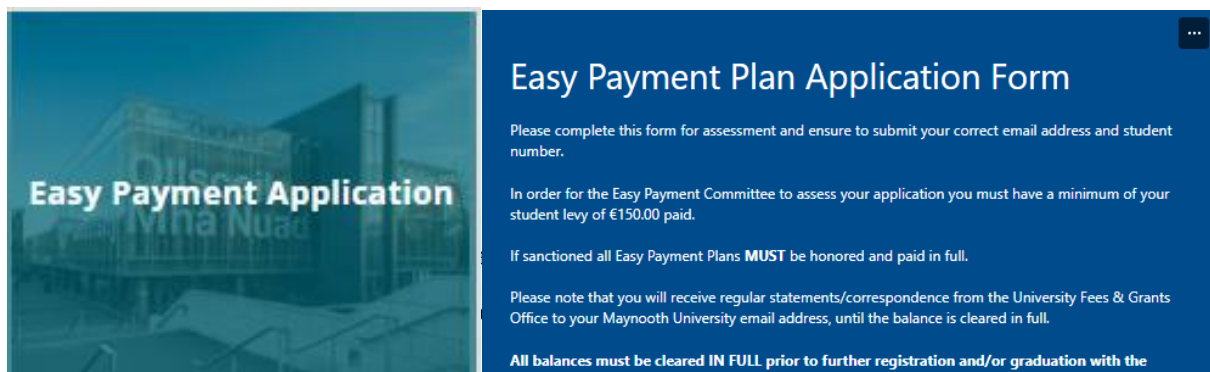 Easy Payment Application
Ollscoil
Mhá Nuad
Easy Payment Plan Application Form
Please complete this form for assessment and ensure to submit your correct email address and student
number.
In order for the Easy Payment Committee to assess your application you must have a minimum of your
student levy of €150.00 paid.
If sanctioned all Easy Payment Plans MUST be honored and paid in full.
Please note that you will receive regular statements/correspondence from the University Fees & Grants
Office to your Maynooth University email address, until the balance is cleared in full.
All balances must be cleared IN FULL prior to further registration and/or graduation with the